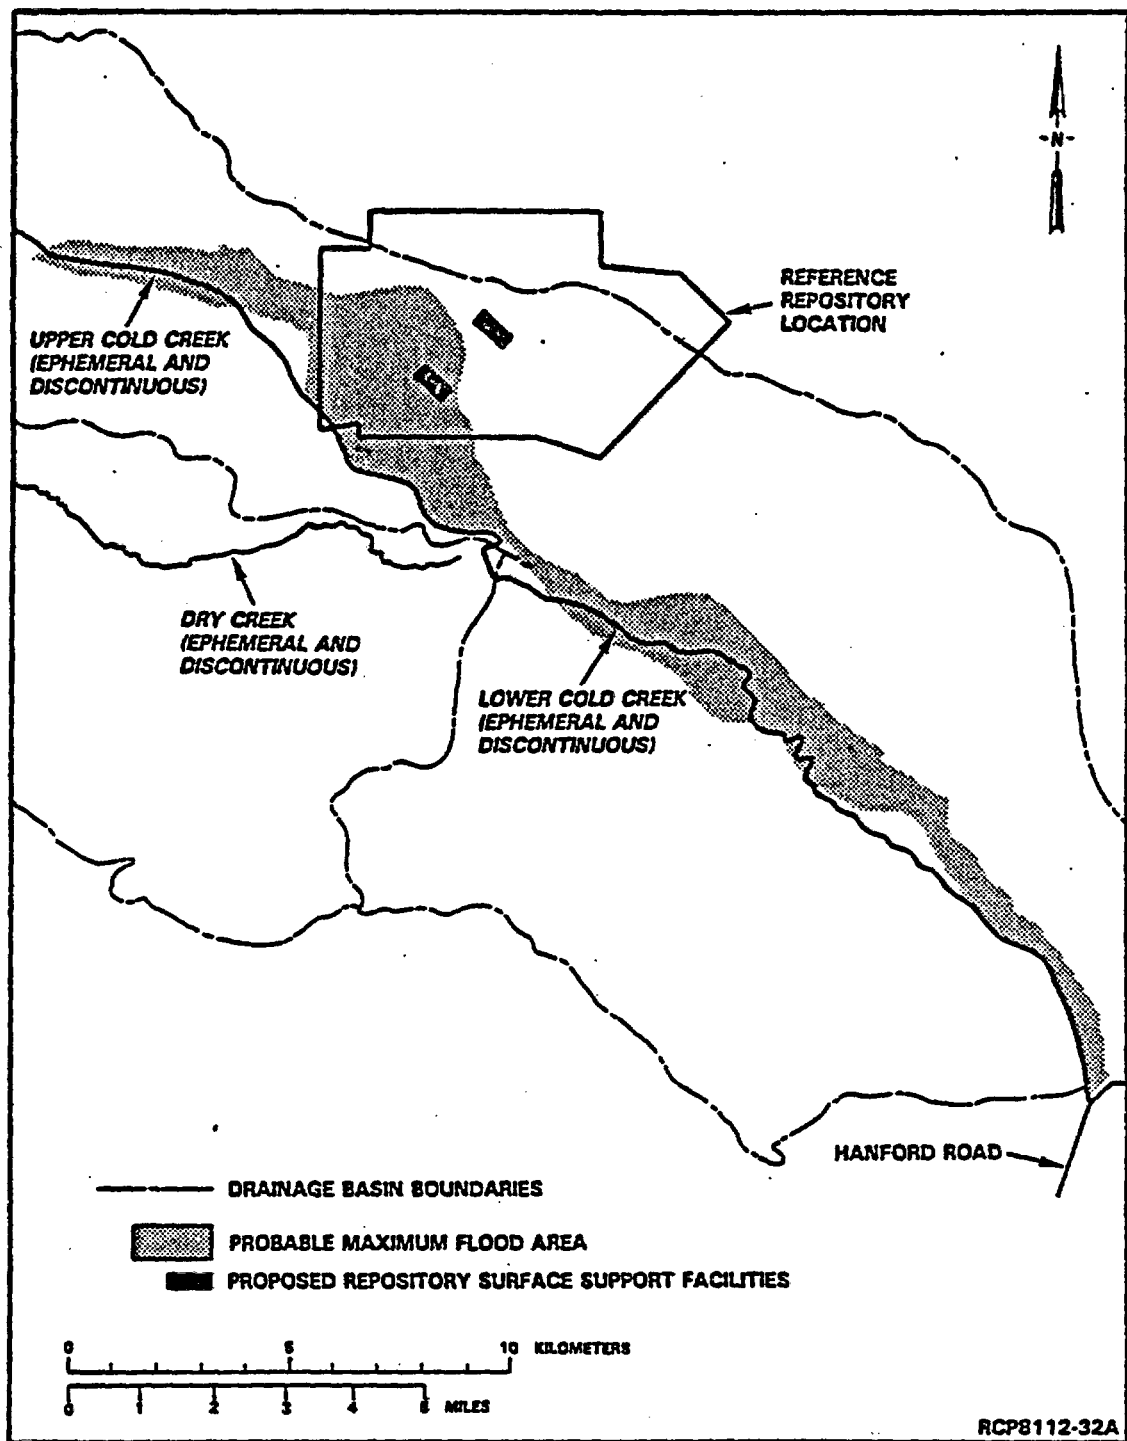 -N-
REFERENCE
REPOSITORY
LOCATION
UPPER COLD CREEK
(EPHEMERAL AND
DISCONTINUOUS)
DRY CREEK
(EPHEMERAL AND
DISCONTINUOUS)
LOWER COLD CREEK
(EPHEMERAL AND
DISCONTINUOUS)
HANFORD ROAD
DRAINAGE BASIN BOUNDARIES
PROBABLE MAXIMUM FLOOD AREA
PROPOSED REPOSITORY SURFACE SUPPORT FACILITIES
0 5 10 KILOMETERS
0 1 2 3 4 5 MILES
RCP8112-32A